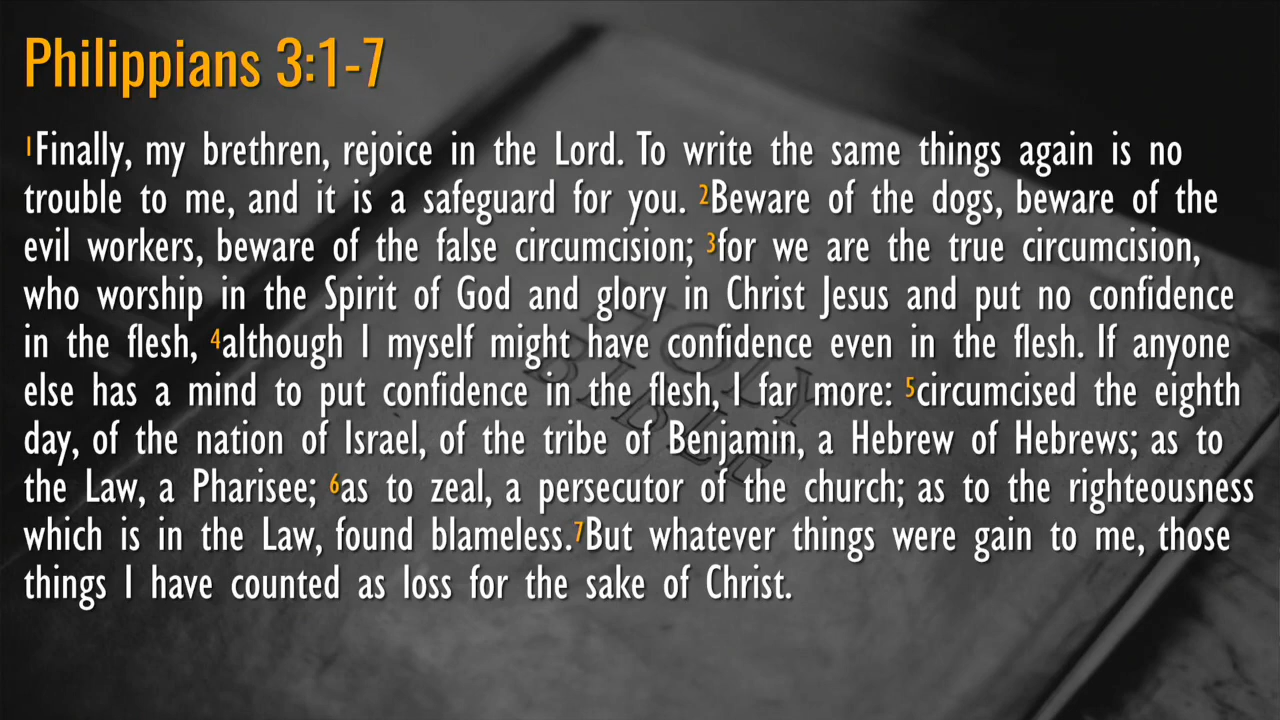 Philippians 3:1-7
1Finally, my brethren, rejoice in the Lord. To write the same things again is no
trouble to me, and it is a safeguard for you. 2Beware of the dogs, beware of the
evil workers, beware of the false circumcision; 3for we are the true circumcision,
who worship in the Spirit of God and glory in Christ Jesus and put no confidence
in the flesh, 4although I myself might have confidence even in the flesh. If anyone
else has a mind to put confidence in the flesh, I far more: 5circumcised the eighth
day, of the nation of Israel, of the tribe of Benjamin, a Hebrew of Hebrews; as to
the Law, a Pharisee; 6as to zeal, a persecutor of the church; as to the righteousness
which is in the Law, found blameless.7But whatever things were gain to me, those
things I have counted as loss for the sake of Christ.
HOLY
BIBLE